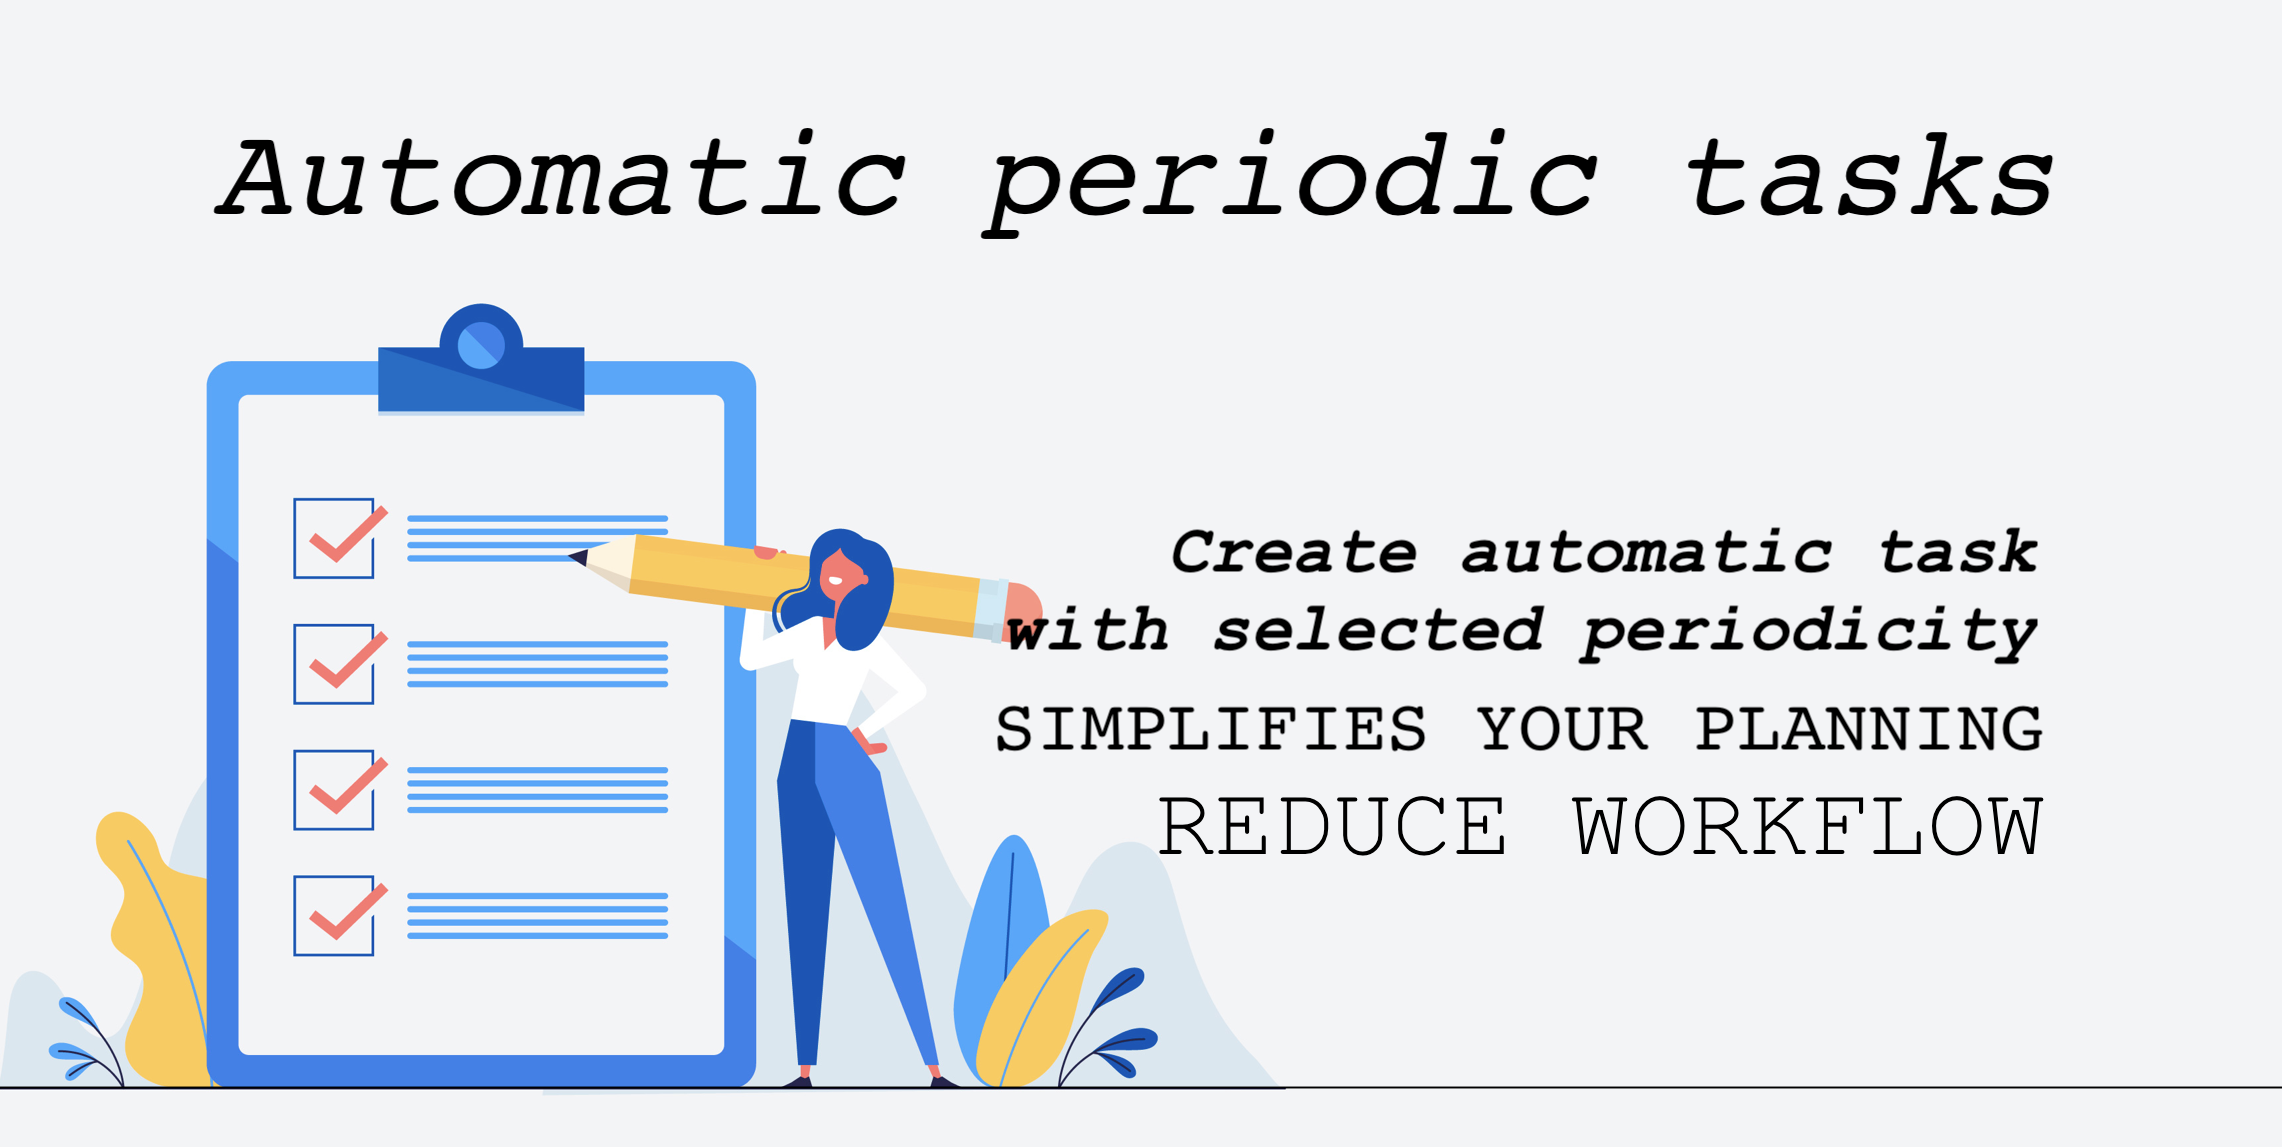 Automatic periodic tasks
Create automatic task
with selected periodicity
SIMPLIFIES YOUR PLANNING
REDUCE WORKFLOW